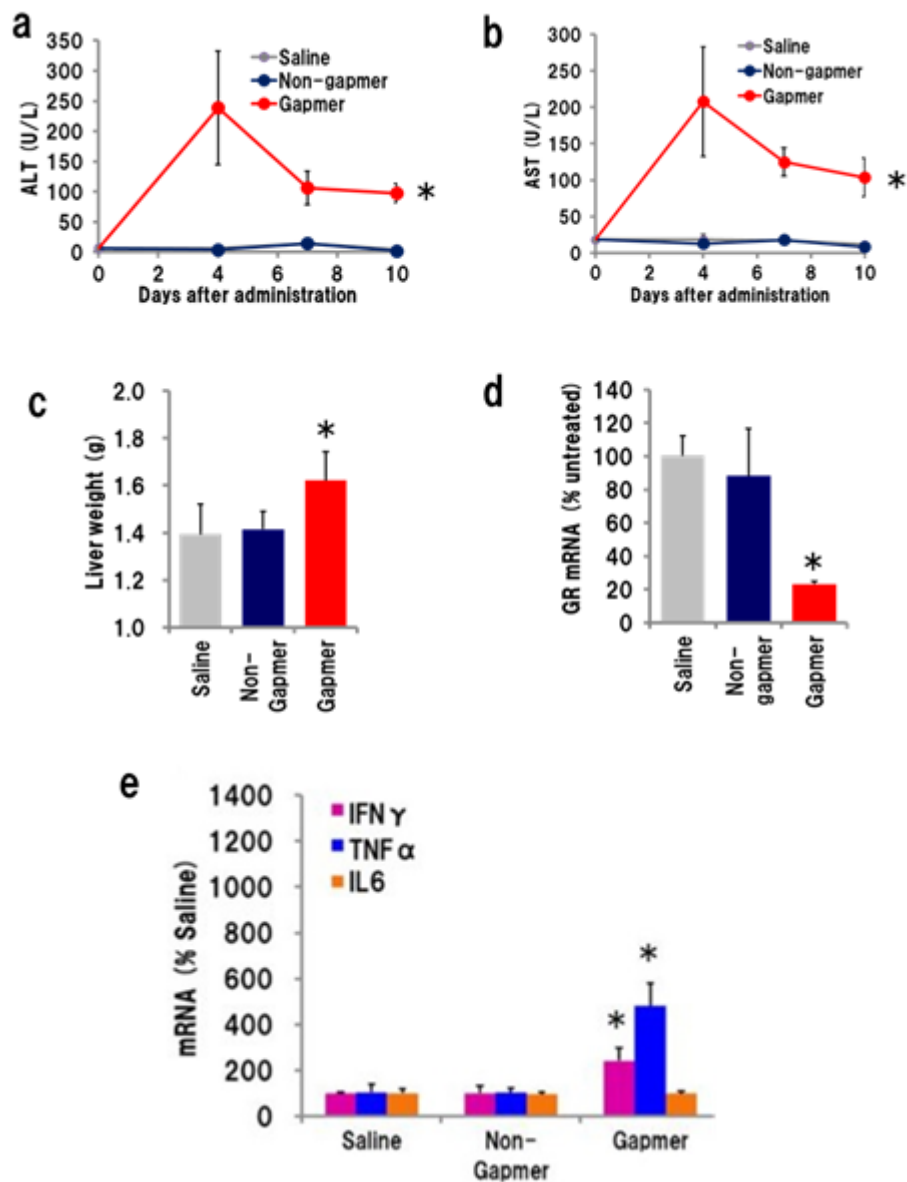 a
350
300
250
200
150
100
50
0
ALT (U/L)
Saline
Non-gapmer
Gapmer
*
0 2 4 6 8 10
Days after administration
b
300
250
200
150
100
50
0
AST (U/L)
Saline
Non-gapmer
Gapmer
*
0 2 4 6 8 10
Days after administration
c
2.0
1.8
1.6
1.4
1.2
1.0
Liver weight (g)
*
Saline
Non-
Gapmer
Gapmer
d
140
120
100
80
60
40
20
0
GR mRNA (% untreated)
*
Saline
Non-
gapmer
Gapmer
e
1400
1200
1000
800
600
400
200
0
mRNA (% Saline)
IFN γ
TNF α
IL6
*
*
Saline
Non-
Gapmer
Gapmer